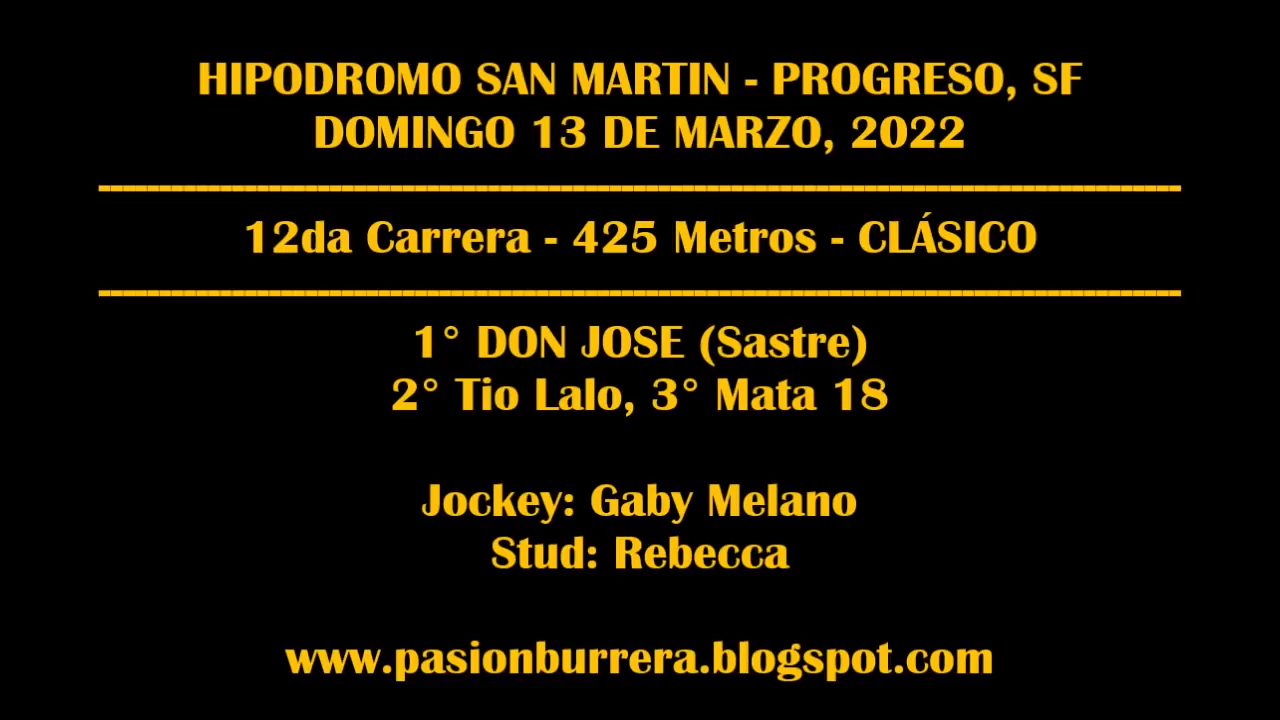 HIPODROMO SAN MARTIN - PROGRESO, SF
DOMINGO 13 DE MARZO, 2022
12da Carrera - 425 Metros - CLÁSICO
1° DON JOSE (Sastre)
2° Tio Lalo, 3° Mata 18
Jockey: Gaby Melano
Stud: Rebecca
www.pasionburrera.blogspot.com